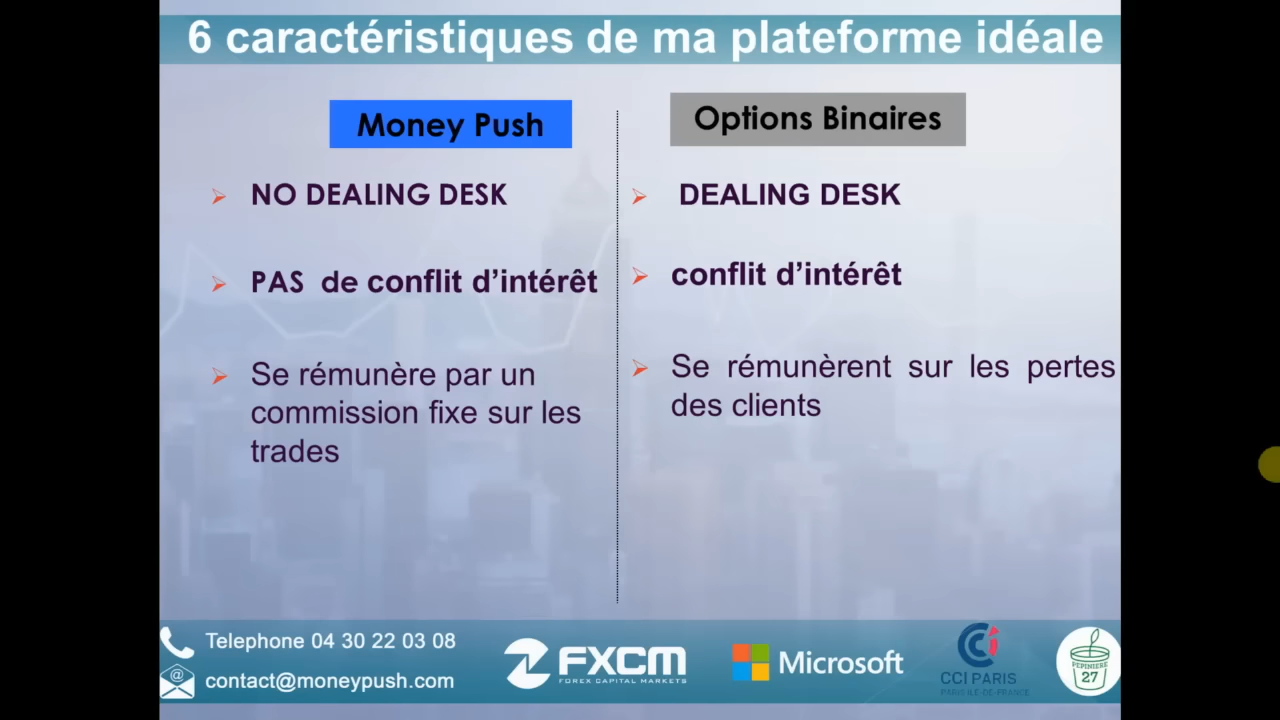 6 caractéristiques de ma plateforme idéale
Money Push
NO DEALING DESK
PAS de conflit d’intérêt
Se rémunère par un
commission fixe sur les
trades
Options Binaires
DEALING DESK
conflit d’intérêt
Se rémunèrent sur les pertes
des clients
Telephone 04 30 22 03 08
@
contact@moneypush.com
FXCM
FOREX CAPITAL MARKETS
Microsoft
CCI PARIS
PARIS ILE-DE-FRANCE
PEPINIERE
27